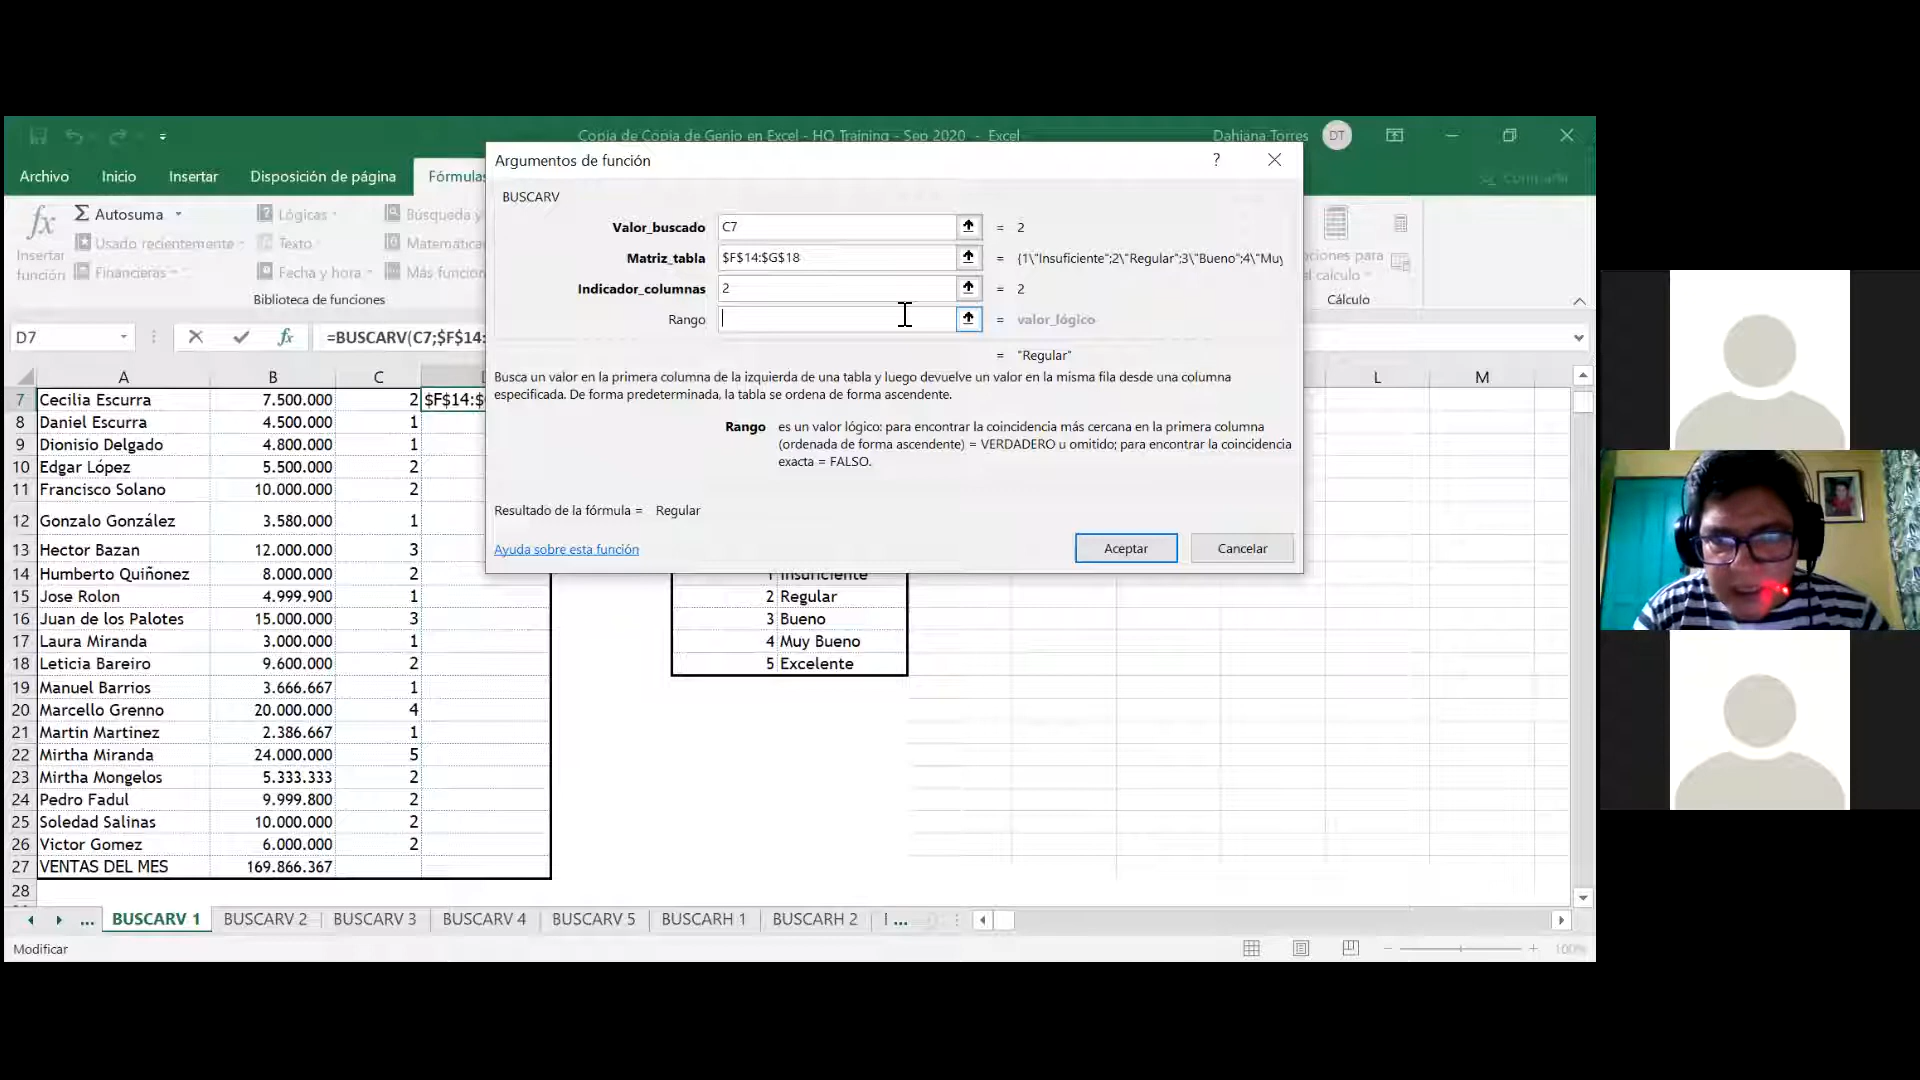 Copia de Copia de Genio en Excel - HQ Training - Sep 2020 - Excel
Dahiana Torres
DT
Archivo
Inicio
Insertar
Disposición de página
Fórmulas
Compartir
Insertar
función
Autosuma
Usado recientemente
Financieras
Lógicas
Texto
Fecha y hora
Búsqueda y
Matemáticas
Más funcion
Biblioteca de funciones
ciones para
el cálculo
Cálculo
Argumentos de función
?
BUSCARV
Valor_buscado C7 = 2
Matriz_tabla $F$14:$G$18 = {1\"Insuficiente";2\"Regular";3\"Bueno";4\"Muy
Indicador_columnas 2 = 2
Rango = valor_lógico
= "Regular"
Busca un valor en la primera columna de la izquierda de una tabla y luego devuelve un valor en la misma fila desde una columna
especificada. De forma predeterminada, la tabla se ordena de forma ascendente.
Rango es un valor lógico: para encontrar la coincidencia más cercana en la primera columna
(ordenada de forma ascendente) = VERDADERO u omitido; para encontrar la coincidencia
exacta = FALSO.
Resultado de la fórmula = Regular
Ayuda sobre esta función
Aceptar
Cancelar
D7
fx
=BUSCARV(C7;$F$14:
A B C L M
7 Cecilia Escurra 7.500.000 2 $F$14:$
8 Daniel Escurra 4.500.000 1
9 Dionisio Delgado 4.800.000 1
10 Edgar López 5.500.000 2
11 Francisco Solano 10.000.000 2
12 Gonzalo González 3.580.000 1
13 Hector Bazan 12.000.000 3
14 Humberto Quiñonez 8.000.000 2 1 Insuficiente
15 Jose Rolon 4.999.900 1 2 Regular
16 Juan de los Palotes 15.000.000 3 3 Bueno
17 Laura Miranda 3.000.000 1 4 Muy Bueno
18 Leticia Bareiro 9.600.000 2 5 Excelente
19 Manuel Barrios 3.666.667 1
20 Marcello Grenno 20.000.000 4
21 Martin Martinez 2.386.667 1
22 Mirtha Miranda 24.000.000 5
23 Mirtha Mongelos 5.333.333 2
24 Pedro Fadul 9.999.800 2
25 Soledad Salinas 10.000.000 2
26 Victor Gomez 6.000.000 2
27 VENTAS DEL MES 169.866.367
28
... BUSCARV 1 BUSCARV 2 BUSCARV 3 BUSCARV 4 BUSCARV 5 BUSCARH 1 BUSCARH 2 I ...
Modificar
100%